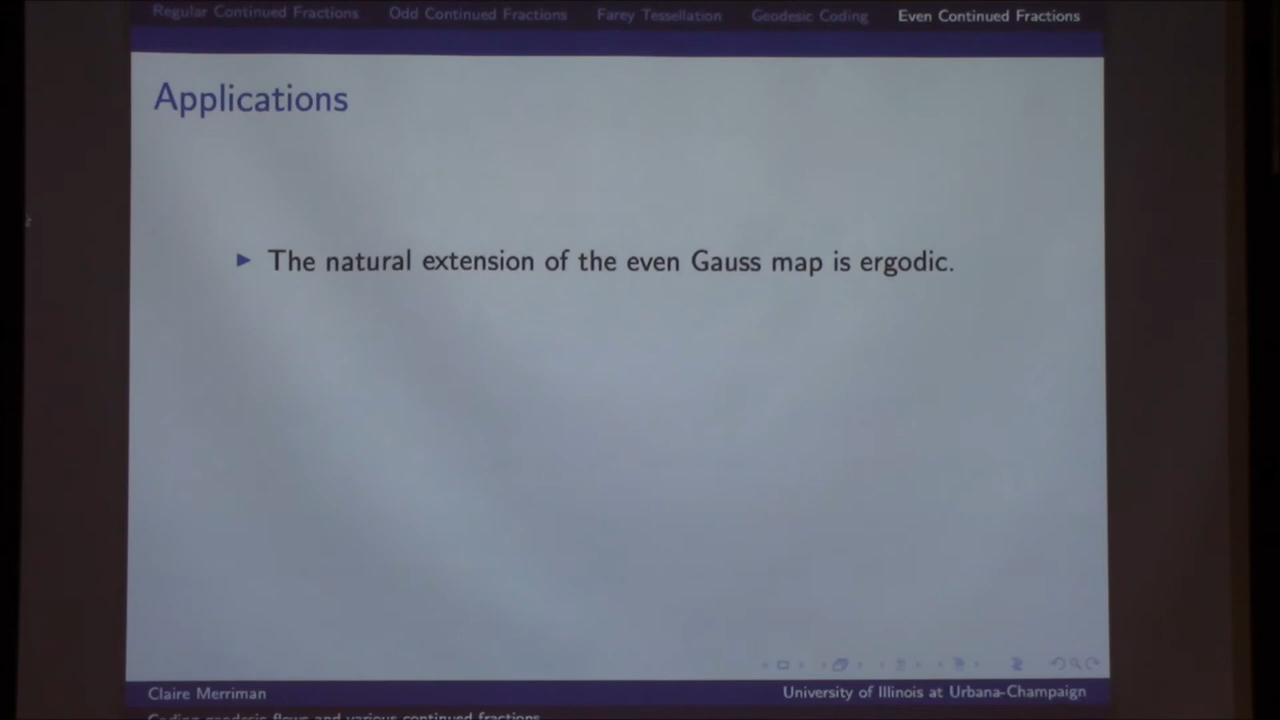 Regular Continued Fractions Odd Continued Fractions Farey Tessellation Geodesic Coding Even Continued Fractions
Applications
The natural extension of the even Gauss map is ergodic.
Claire Merriman University of Illinois at Urbana-Champaign
Coding geodesic flows and various continued fractions